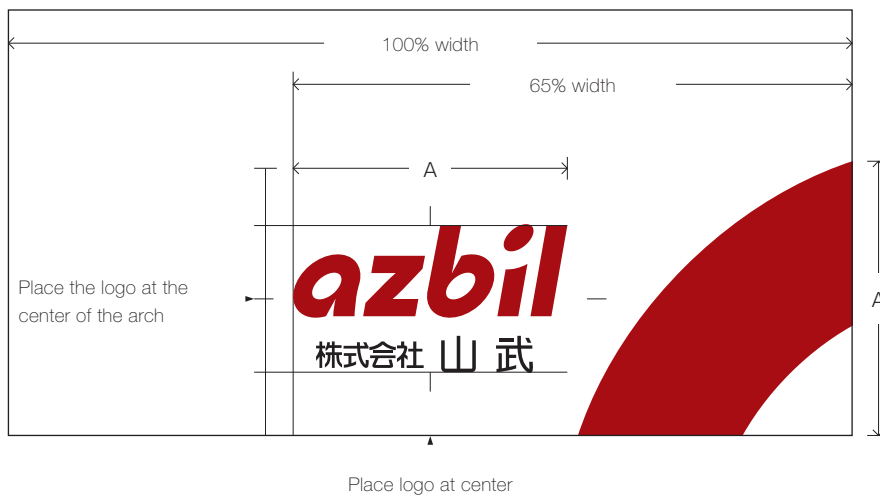 100% width
65% width
A
azbil
Place the logo at the
center of the arch
A
株式会社 山 武
Place logo at center